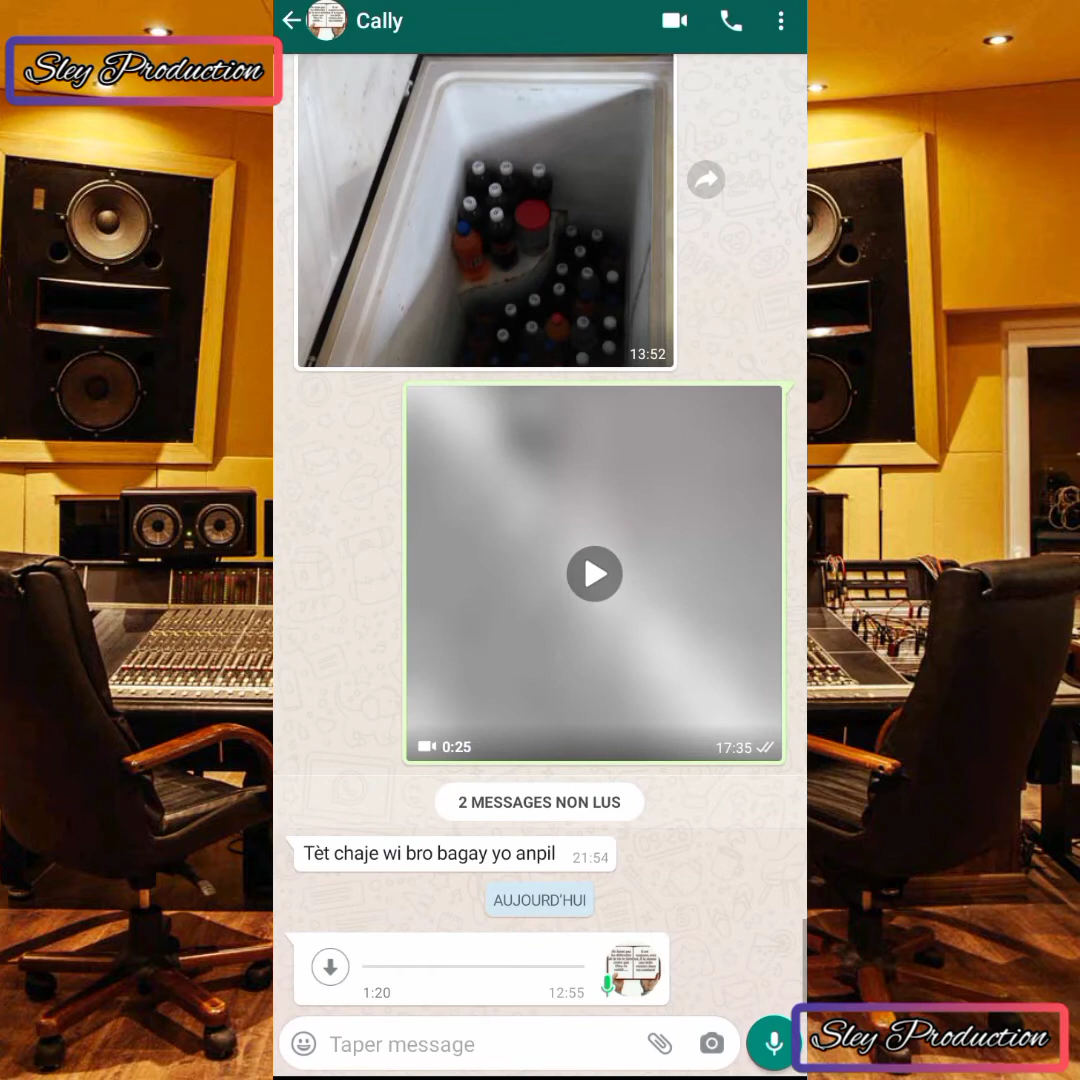 Cally
Sley Production
13:52
0:25
17:35
2 MESSAGES NON LUS
Tèt chaje wi bro bagay yo anpil
21:54
AUJOURD'HUI
1:20
12:55
Taper message
Sley Production